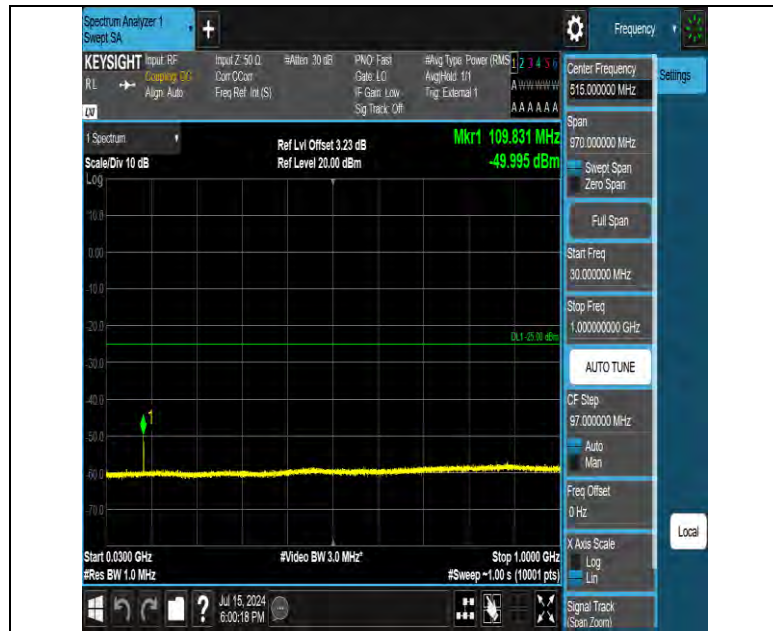 Spectrum Analyzer 1
Swept SA
+
Frequency
KEYSIGHT Input: RF Input Z: 50 Ω #Atten: 30 dB PNO: Fast #Avg Type: Power (RMS 1 2 3 4 5 6
RL Coupling: DC Corr CCorr Gate: LO Avg|Hold: 1/1 A W W W W W
Align: Auto Freq Ref: Int (S) IF Gain: Low Trig: External 1
Sig Track: Off A A A A A A
LXI
1 Spectrum
Ref Lvl Offset 3.23 dB Mkr1 109.831 MHz
Scale/Div 10 dB Ref Level 20.00 dBm -49.995 dBm
Log
10.0
0.00
-10.0
-20.0
DL1 -25.00 dBm
-30.0
-40.0
1
-50.0
-60.0
-70.0
Start 0.0300 GHz #Video BW 3.0 MHz* Stop 1.0000 GHz
#Res BW 1.0 MHz #Sweep ~1.00 s (10001 pts)
? Jul 15, 2024
6:00:18 PM
Center Frequency
515.000000 MHz
Settings
Span
970.000000 MHz
Swept Span
Zero Span
Full Span
Start Freq
30.000000 MHz
Stop Freq
1.000000000 GHz
AUTO TUNE
CF Step
97.000000 MHz
Auto
Man
Freq Offset
0 Hz
Local
X Axis Scale
Log
Lin
Signal Track
(Span Zoom)